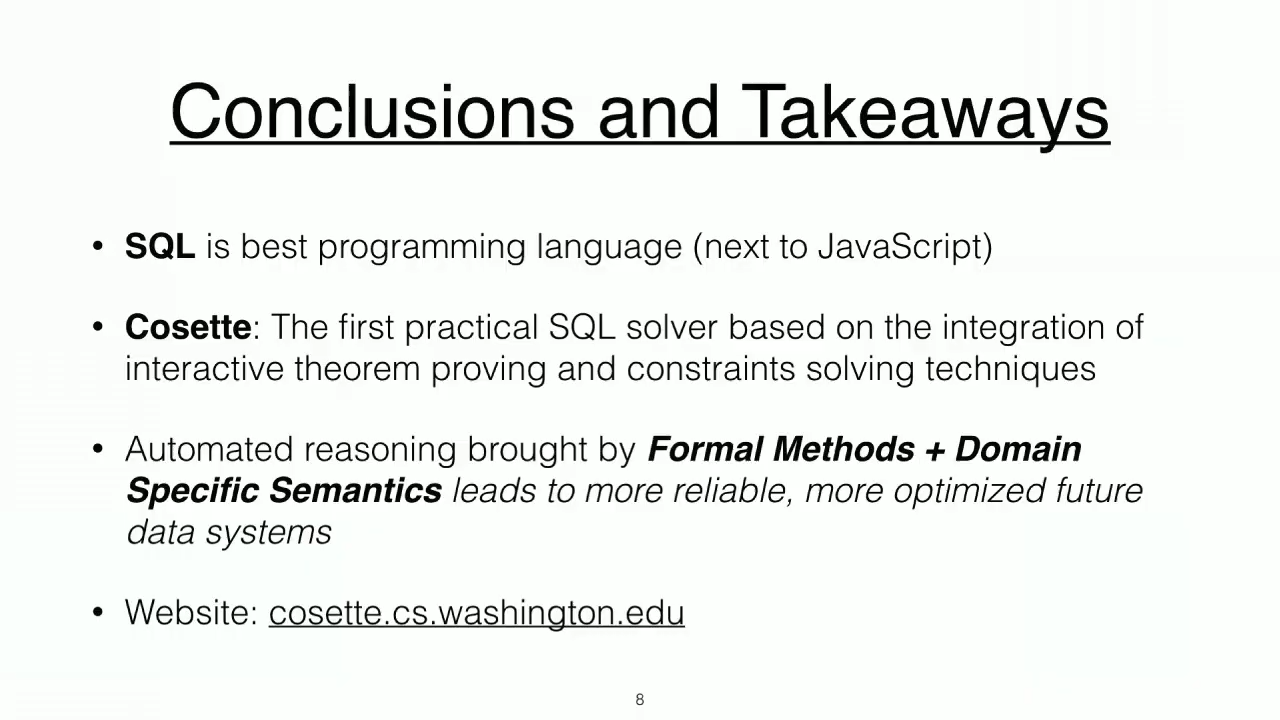 Conclusions and Takeaways
• SQL is best programming language (next to JavaScript)
• Cosette: The first practical SQL solver based on the integration of
interactive theorem proving and constraints solving techniques
• Automated reasoning brought by Formal Methods + Domain
Specific Semantics leads to more reliable, more optimized future
data systems
• Website: cosette.cs.washington.edu
8